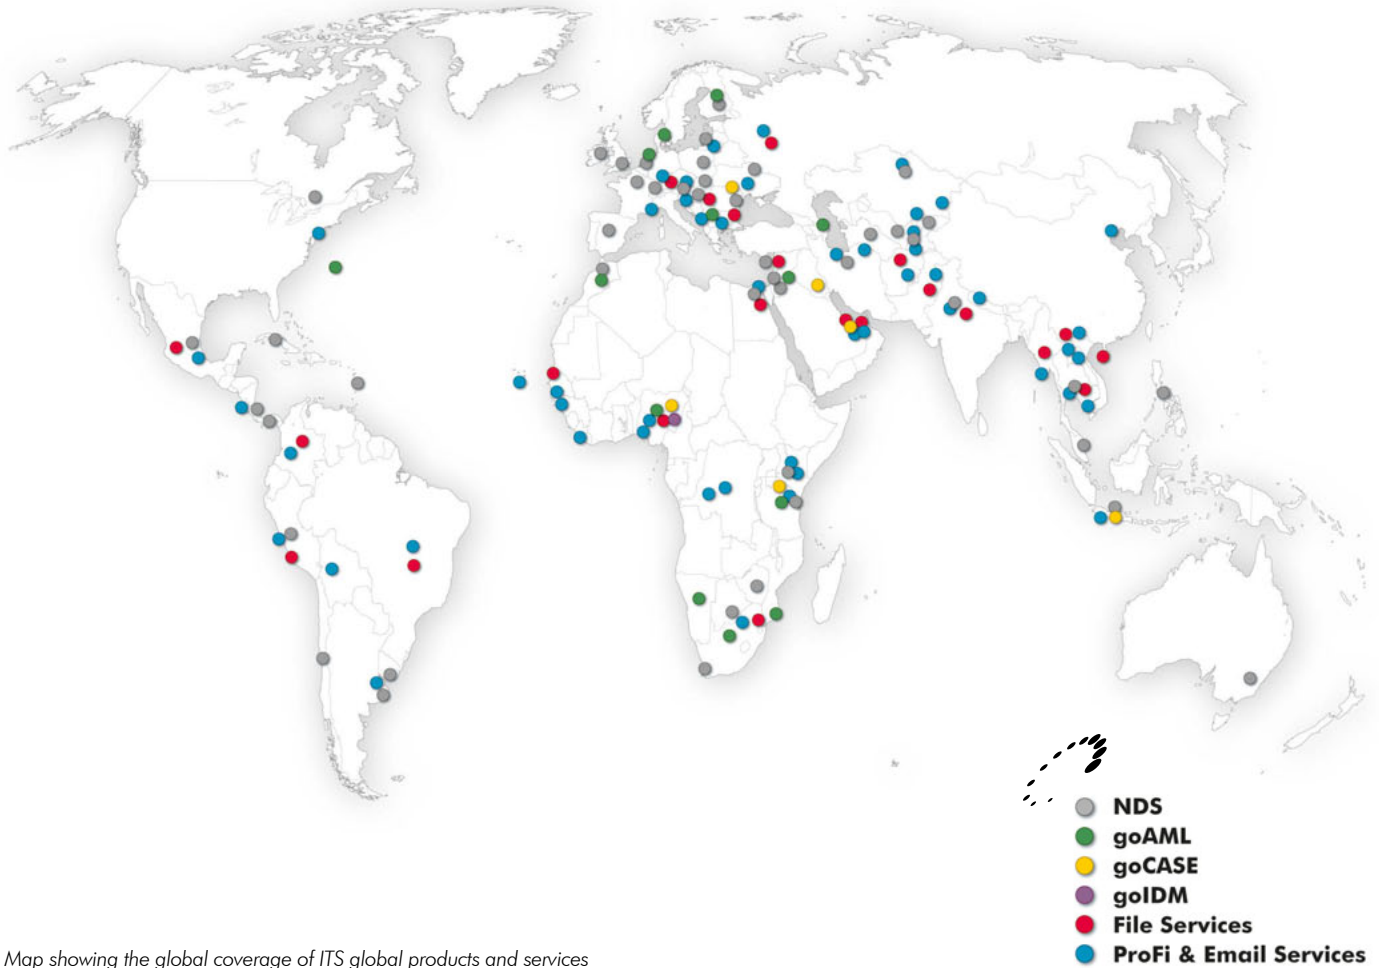 NDS
goAML
goCASE
goIDM
File Services
ProFi & Email Services
Map showing the global coverage of ITS global products and services